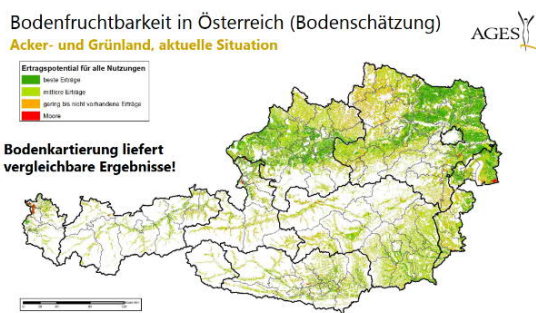 Bodenfruchtbarkeit in Österreich (Bodenschätzung)
Acker- und Grünland, aktuelle Situation
AGES
Ertragspotential für alle Nutzungen
beste Erträge
mittlere Erträge
gering bis nicht vorhandene Erträge
Moore
Bodenkartierung liefert
vergleichbare Ergebnisse!